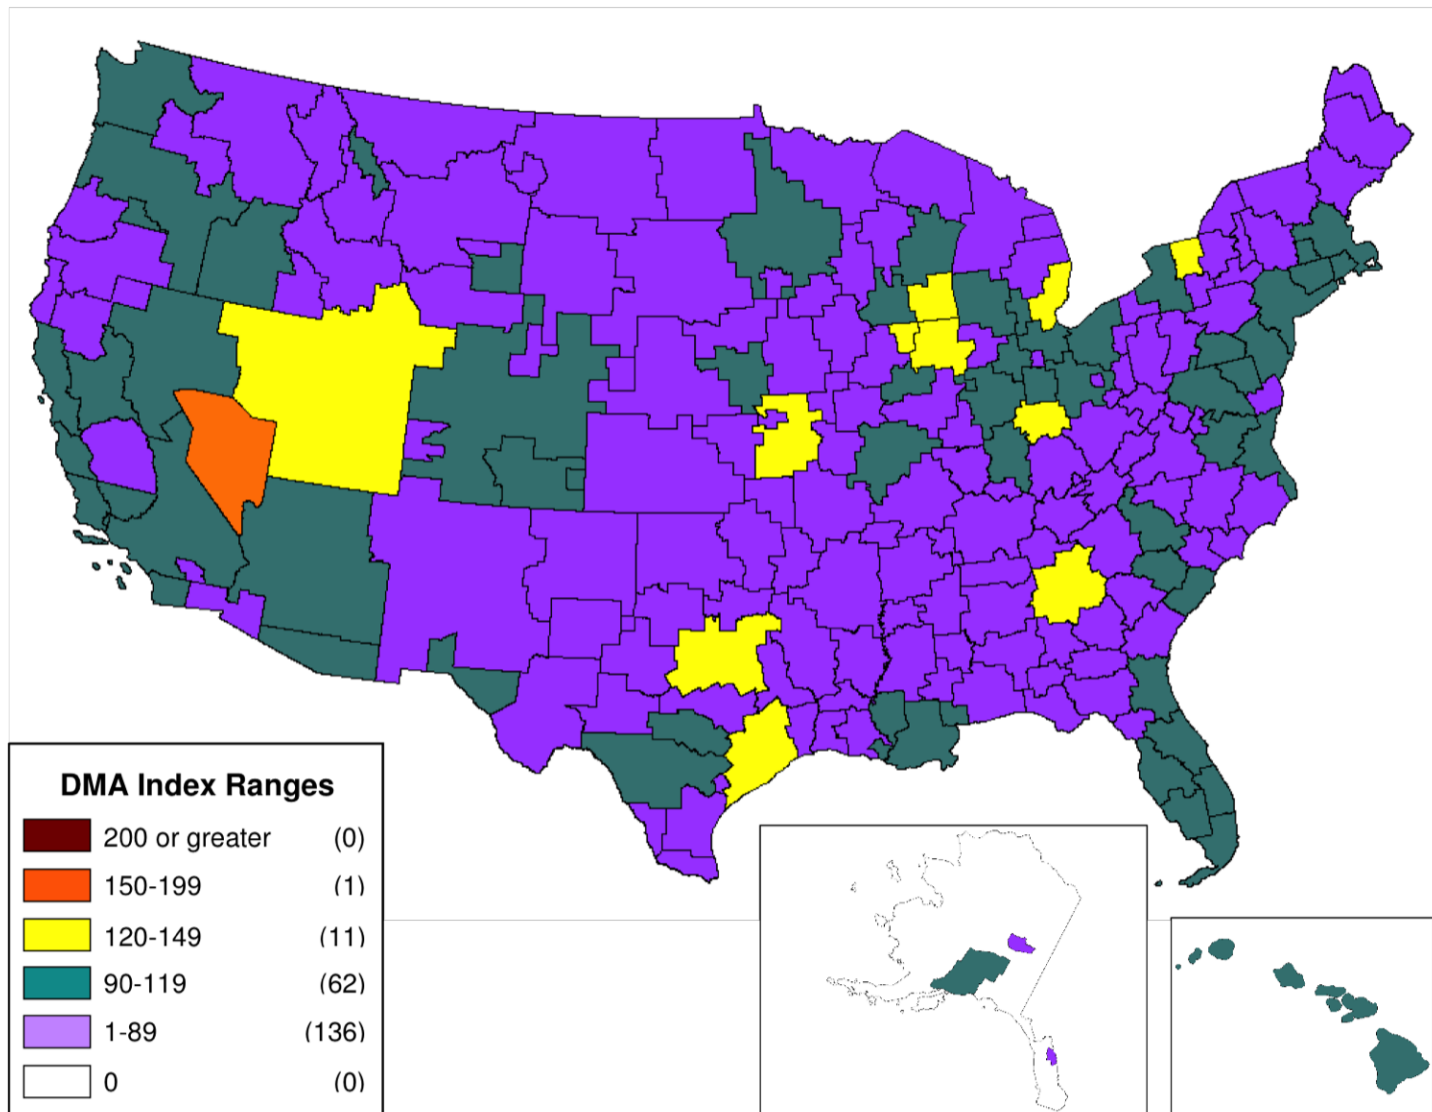 DMA Index Ranges
200 or greater (0)
150-199 (1)
120-149 (11)
90-119 (62)
1-89 (136)
0 (0)